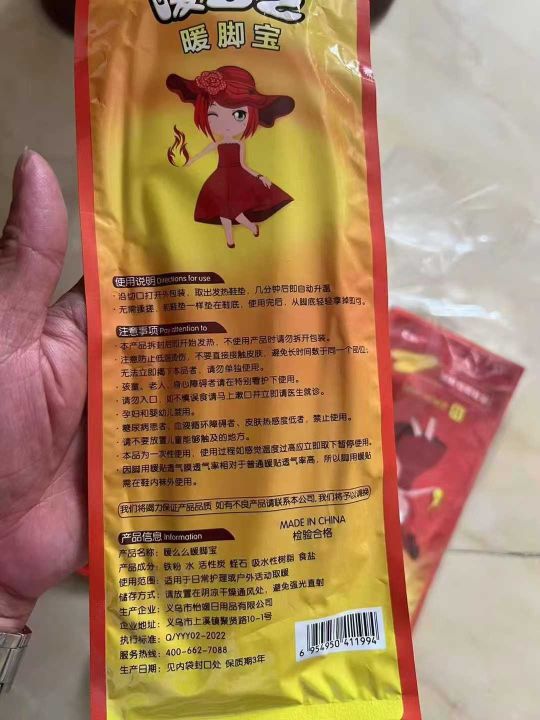 暖脚宝
使用说明 Directions for use
· 沿切口打开外包装，取出发热鞋垫，几分钟后即自动升温
· 无需揉搓，和鞋垫一样垫在鞋底，使用完后，从脚底轻轻拿掉即可。
注意事项 Pay attention to
· 本产品拆封后即开始发热，不使用产品时请勿拆开包装。
· 注意防止低温烫伤，不要直接接触皮肤，避免长时间敷于同一个部位；
无法立即揭下本品者，请勿单独使用。
· 孩童、老人、身心障碍者请在特别看护下使用。
· 请勿入口，如不慎误食请马上漱口并立即请医生就诊。
· 孕妇和婴幼儿禁用。
· 糖尿病患者、血液循环障碍者、皮肤热感度低者，禁止使用。
· 请不要放置儿童能够触及的地方。
· 本品为一次性使用，使用过程如感觉温度过高应立即取下暂停使用。
· 因脚用暖贴透气膜透气率相对于普通暖贴透气率高，所以脚用暖贴
需在鞋内袜外使用。
我们将竭力保证产品品质 如有不良产品请联系本公司，我们将予以调换
产品信息 Information
MADE IN CHINA
检验合格
产品名称：暖么么暖脚宝
产品成分：铁粉 水 活性炭 蛭石 吸水性树脂 食盐
使用范围：适用于日常护理或户外活动取暖
储存方式：请放置在阴凉干燥通风处，避免强光直射
生产企业：义乌市怡嫚日用品有限公司
企业地址：义乌市上溪镇聚贤路10-1号
执行标准：Q/YYY02-2022
服务热线：400-662-7088
生产日期：见内袋封口处 保质期3年
6 954950 411994